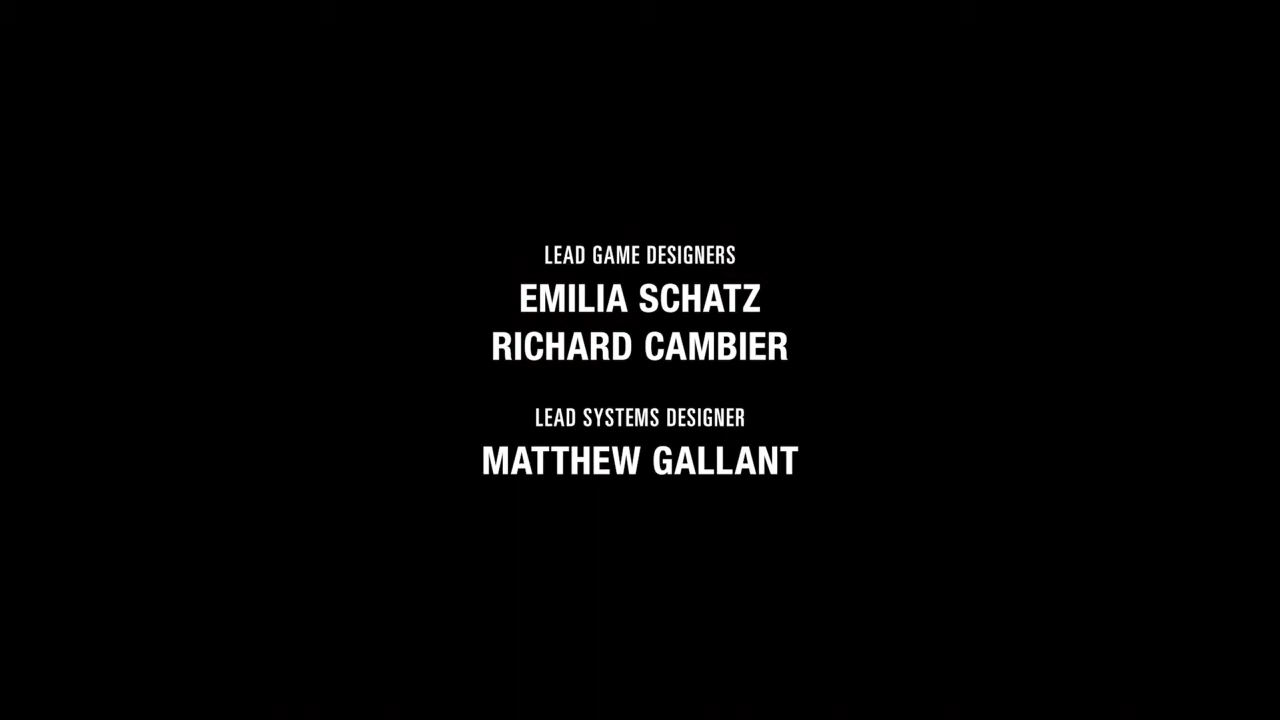 LEAD GAME DESIGNERS
EMILIA SCHATZ
RICHARD CAMBIER
LEAD SYSTEMS DESIGNER
MATTHEW GALLANT